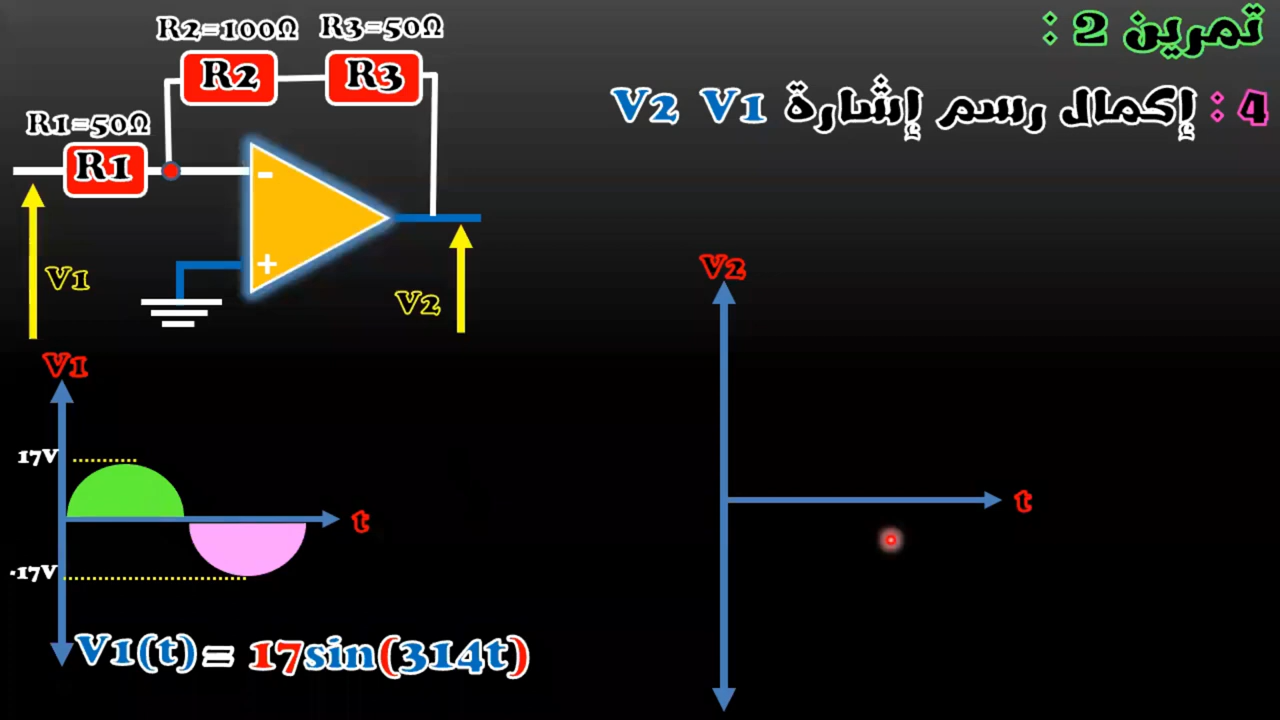 تمرين 2 :
4 : إكمال رسم إشارة V2 V1
R2=100Ω R3=50Ω
R2 R3
R1=50Ω
R1
-
+
V1
V2
V1
17V
-17V
t
V1(t)= 17sin(314t)
V2
t